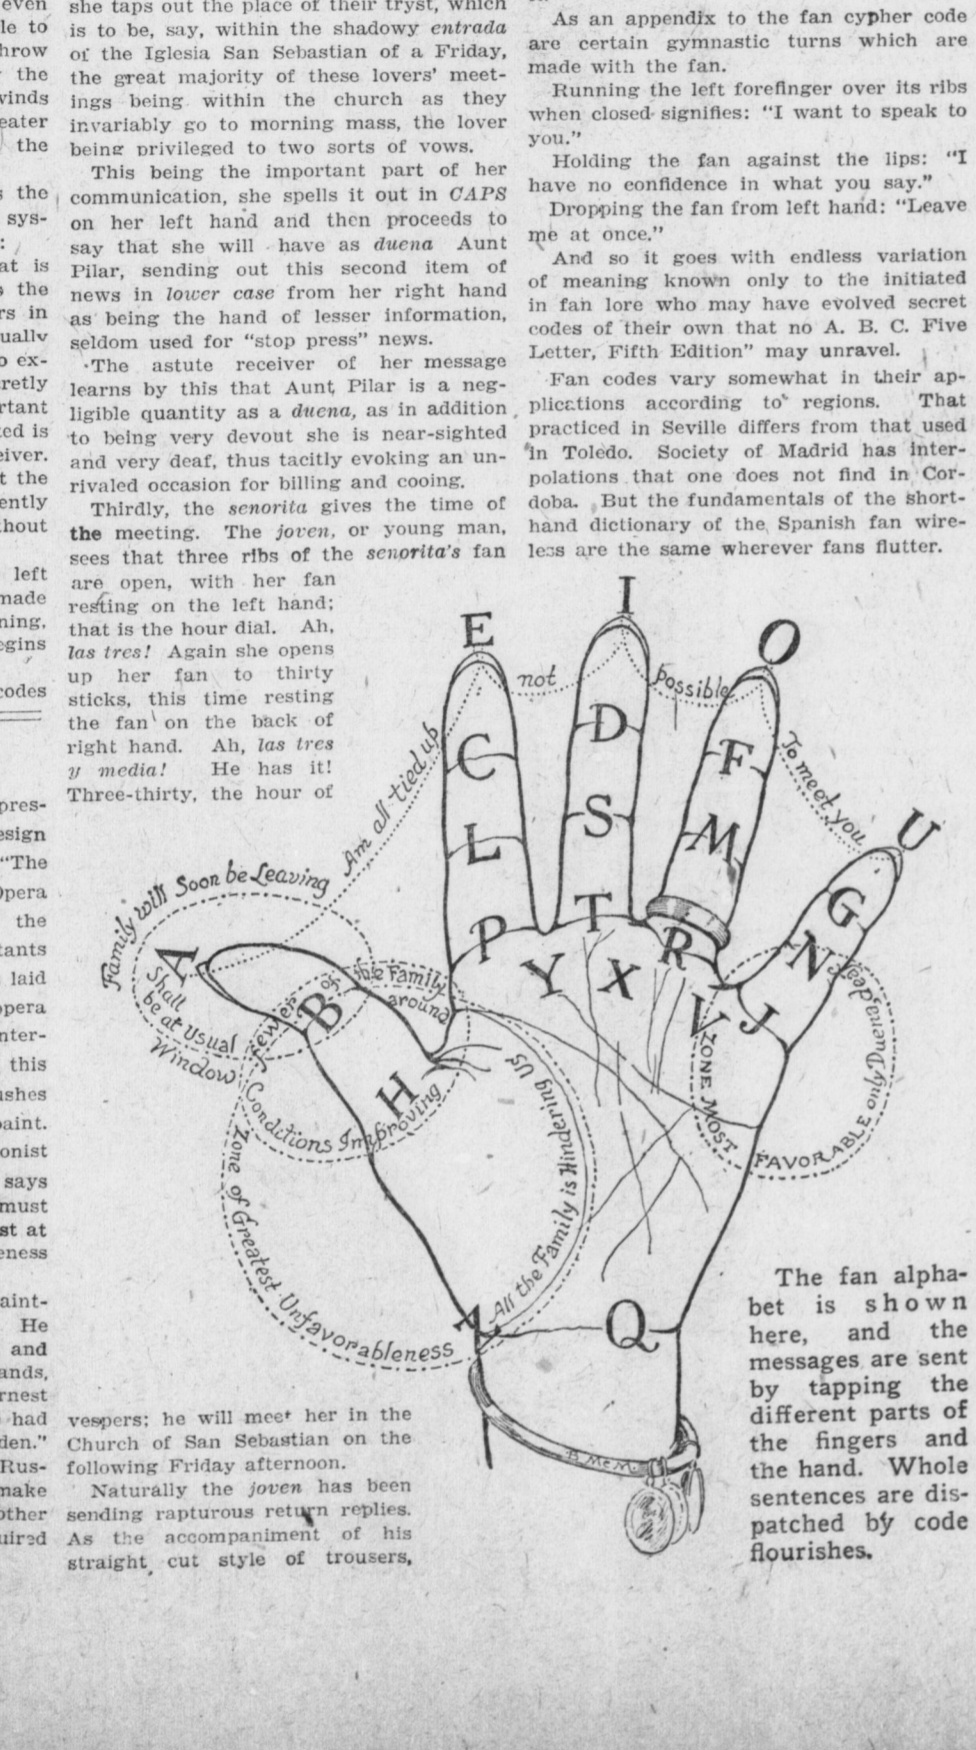 even
le to
hrow
the
vinds
eater
the
s the
sys-
:
at is
s the
rs in
ually
o ex-
retly
rtant
ted is
eiver.
t the
ently
thout
left
made
ning.
egins
codes
pres-
esign
"The
Opera
the
tants
laid
opera
nter-
this
ushes
paint.
onist
says
must
st at
eness
aint-
He
and
ands,
rnest
had
den."
Rus-
make
other
uired
she taps out the place of their tryst, which
is to be, say, within the shadowy entrada
of the Iglesia San Sebastian of a Friday,
the great majority of these lovers' meet-
ings being within the church as they
invariably go to morning mass, the lover
being privileged to two sorts of vows.
This being the important part of her
communication, she spells it out in CAPS
on her left hand and then proceeds to
say that she will have as duena Aunt
Pilar, sending out this second item of
news in lower case from her right hand
as being the hand of lesser information,
seldom used for "stop press" news.
The astute receiver of her message
learns by this that Aunt Pilar is a neg-
ligible quantity as a duena, as in addition
to being very devout she is near-sighted
and very deaf, thus tacitly evoking an un-
rivaled occasion for billing and cooing.
Thirdly, the senorita gives the time of
the meeting. The joven, or young man,
sees that three ribs of the senorita's fan
are open, with her fan
resting on the left hand;
that is the hour dial. Ah,
las tres! Again she opens
up her fan to thirty
sticks, this time resting
the fan on the back of
right hand. Ah, las tres
y media! He has it!
Three-thirty, the hour of
vespers; he will meet her in the
Church of San Sebastian on the
following Friday afternoon.
Naturally the joven has been
sending rapturous return replies.
As the accompaniment of his
straight cut style of trousers,
As an appendix to the fan cypher code
are certain gymnastic turns which are
made with the fan.
Running the left forefinger over its ribs
when closed signifies: "I want to speak to
you."
Holding the fan against the lips: "I
have no confidence in what you say."
Dropping the fan from left hand: "Leave
me at once."
And so it goes with endless variation
of meaning known only to the initiated
in fan lore who may have evolved secret
codes of their own that no A. B. C. Five
Letter, Fifth Edition" may unravel.
Fan codes vary somewhat in their ap-
plications according to regions. That
practiced in Seville differs from that used
in Toledo. Society of Madrid has inter-
polations that one does not find in Cor-
doba. But the fundamentals of the short-
hand dictionary of the Spanish fan wire-
less are the same wherever fans flutter.
E
I
O
U
A
not
possible
To meet you
Am all tied up
C
D
F
G
L
S
M
N
P
T
R
J
Y
X
V
B
H
Q
Family will Soon be Leaving
Shall
be at Usual
Window
Fewer of the Family
around
Conditions Improving
Zone of Greatest Unfavorableness
All the Family is Hindering Us
ZONE MOST FAVORABLE only Duena, deaf
B McM
The fan alpha-
bet is shown
here, and the
messages are sent
by tapping the
different parts of
the fingers and
the hand. Whole
sentences are dis-
patched by code
flourishes.